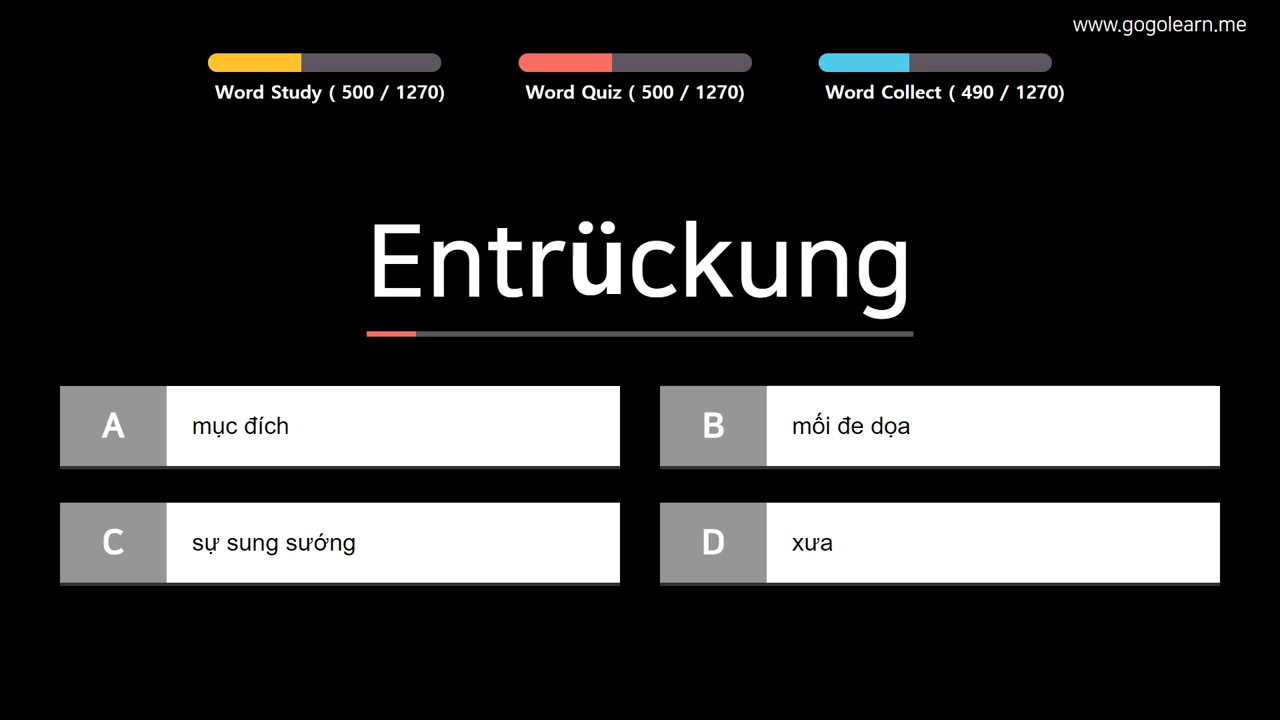 www.gogolearn.me
Word Study ( 500 / 1270)
Word Quiz ( 500 / 1270)
Word Collect ( 490 / 1270)
Entrückung
A mục đích
B mối đe dọa
C sự sung sướng
D xưa